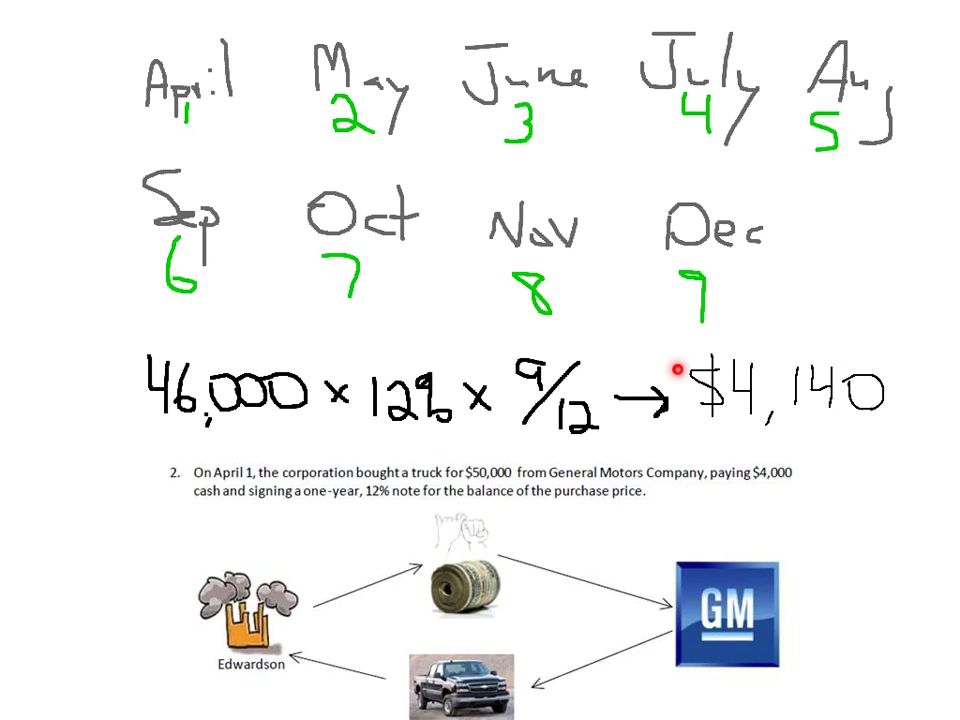 April May June July Aug
1 2 3 4 5
Sep Oct Nov Dec
6 7 8 9
46,000 x 12% x 9/12 → $4,140
2. On April 1, the corporation bought a truck for $50,000 from General Motors Company, paying $4,000
cash and signing a one-year, 12% note for the balance of the purchase price.
GM
Edwardson